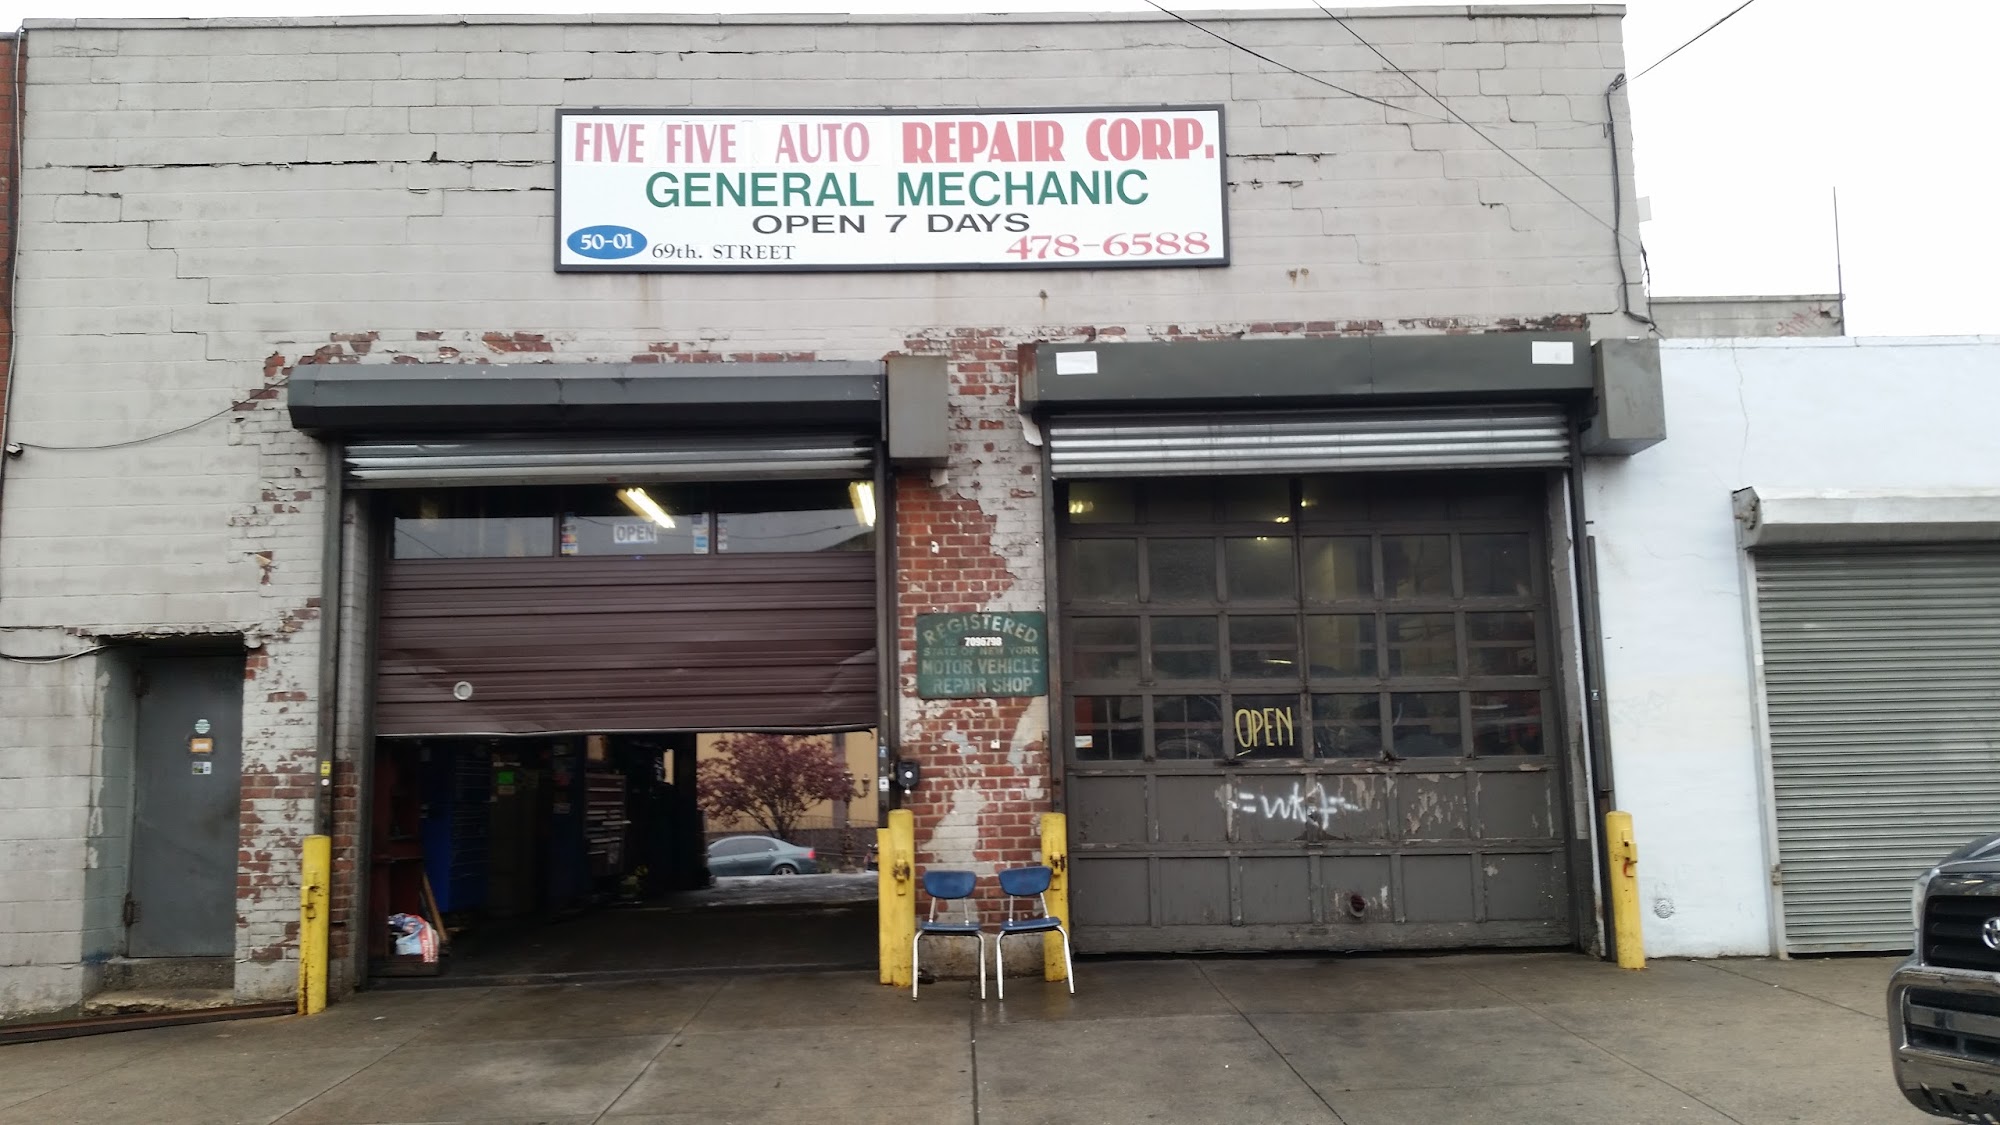 FIVE FIVE AUTO REPAIR CORP.
GENERAL MECHANIC
OPEN 7 DAYS
50-01 69th. STREET 478-6588
OPEN
REGISTERED
7096798
STATE OF NEW YORK
MOTOR VEHICLE
REPAIR SHOP
OPEN